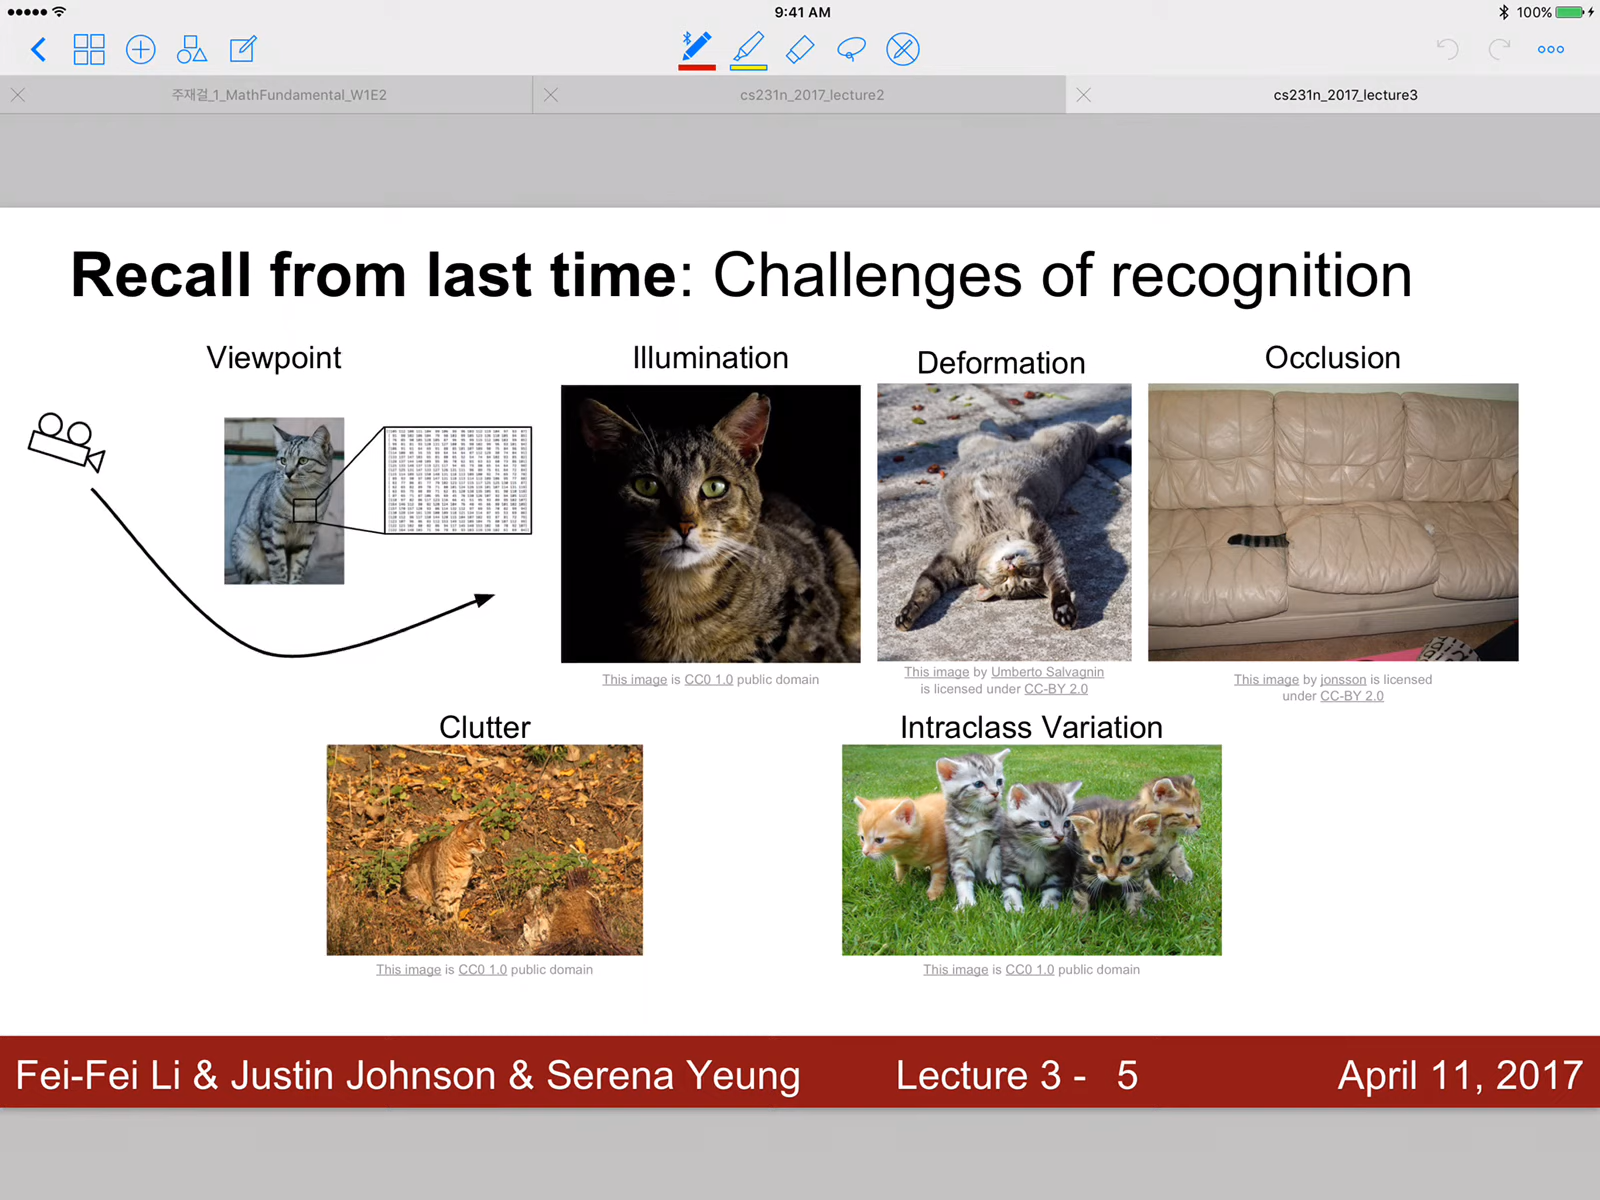 9:41 AM
100%
주재걸_1_MathFundamental_W1E2
cs231n_2017_lecture2
cs231n_2017_lecture3
Recall from last time: Challenges of recognition
Viewpoint
Illumination
Deformation
Occlusion
This image is CC0 1.0 public domain
This image by Umberto Salvagnin
is licensed under CC-BY 2.0
This image by jonsson is licensed
under CC-BY 2.0
Clutter
Intraclass Variation
This image is CC0 1.0 public domain
This image is CC0 1.0 public domain
Fei-Fei Li & Justin Johnson & Serena Yeung
Lecture 3 - 5
April 11, 2017